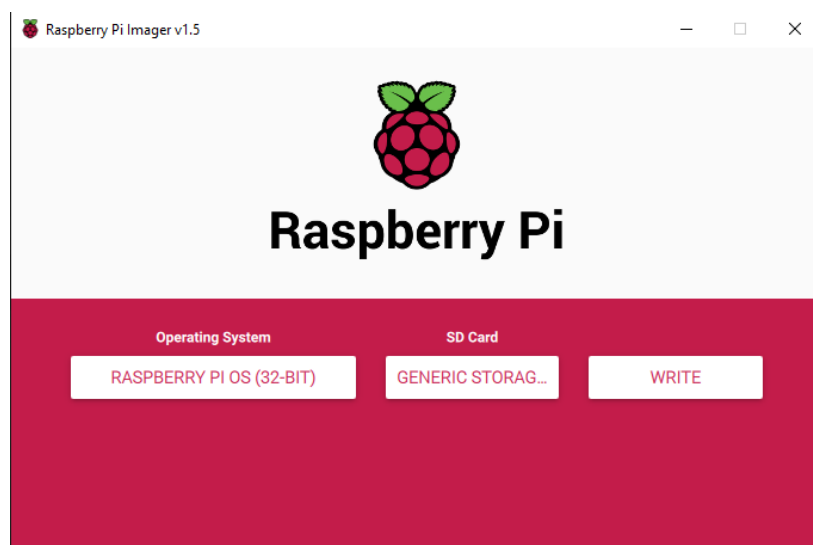 Raspberry Pi Imager v1.5
Raspberry Pi
Operating System
SD Card
RASPBERRY PI OS (32-BIT)
GENERIC STORAG...
WRITE